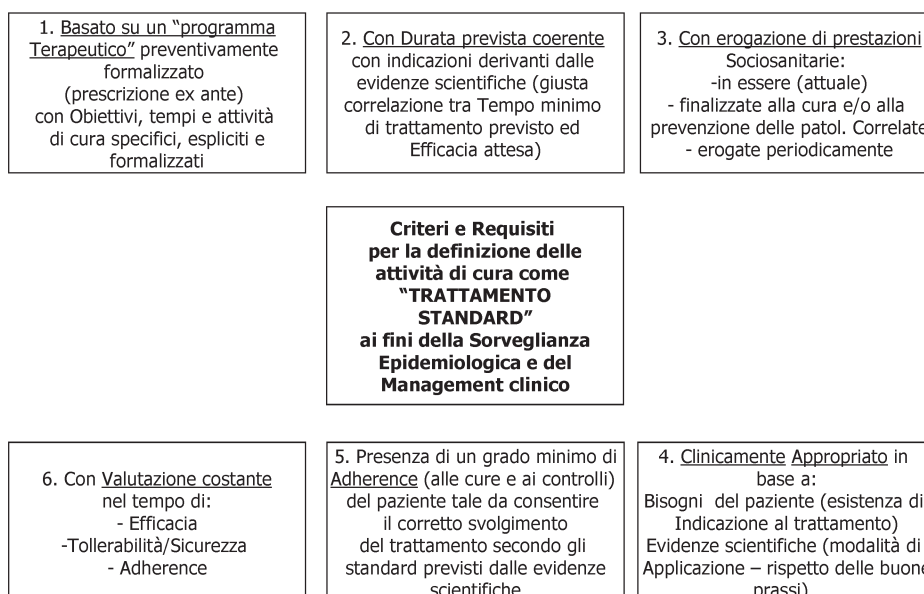 1. Basato su un “programma
Terapeutico” preventivamente
formalizzato
(prescrizione ex ante)
con Obiettivi, tempi e attività
di cura specifici, espliciti e
formalizzati
2. Con Durata prevista coerente
con indicazioni derivanti dalle
evidenze scientifiche (giusta
correlazione tra Tempo minimo
di trattamento previsto ed
Efficacia attesa)
3. Con erogazione di prestazioni
Sociosanitarie:
-in essere (attuale)
- finalizzate alla cura e/o alla
prevenzione delle patol. Correlate
- erogate periodicamente
Criteri e Requisiti
per la definizione delle
attività di cura come
“TRATTAMENTO
STANDARD”
ai fini della Sorveglianza
Epidemiologica e del
Management clinico
6. Con Valutazione costante
nel tempo di:
- Efficacia
-Tollerabilità/Sicurezza
- Adherence
5. Presenza di un grado minimo di
Adherence (alle cure e ai controlli)
del paziente tale da consentire
il corretto svolgimento
del trattamento secondo gli
standard previsti dalle evidenze
scientifiche
4. Clinicamente Appropriato in
base a:
Bisogni del paziente (esistenza di
Indicazione al trattamento)
Evidenze scientifiche (modalità di
Applicazione – rispetto delle buone
prassi)